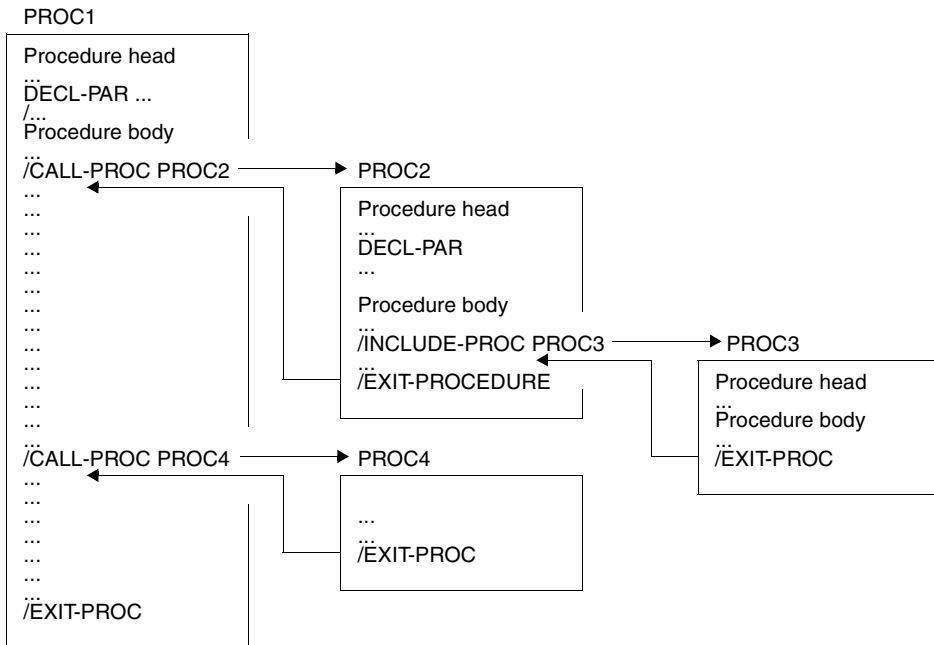 PROC1
Procedure head
...
DECL-PAR ...
/...
Procedure body
...
/CALL-PROC PROC2
...
...
...
...
...
...
...
...
...
...
...
...
...
...
/CALL-PROC PROC4
...
...
...
...
...
...
...
/EXIT-PROC
PROC2
Procedure head
...
DECL-PAR
...
Procedure body
...
/INCLUDE-PROC PROC3
...
/EXIT-PROCEDURE
PROC3
Procedure head
...
Procedure body
...
/EXIT-PROC
PROC4
...
...
/EXIT-PROC